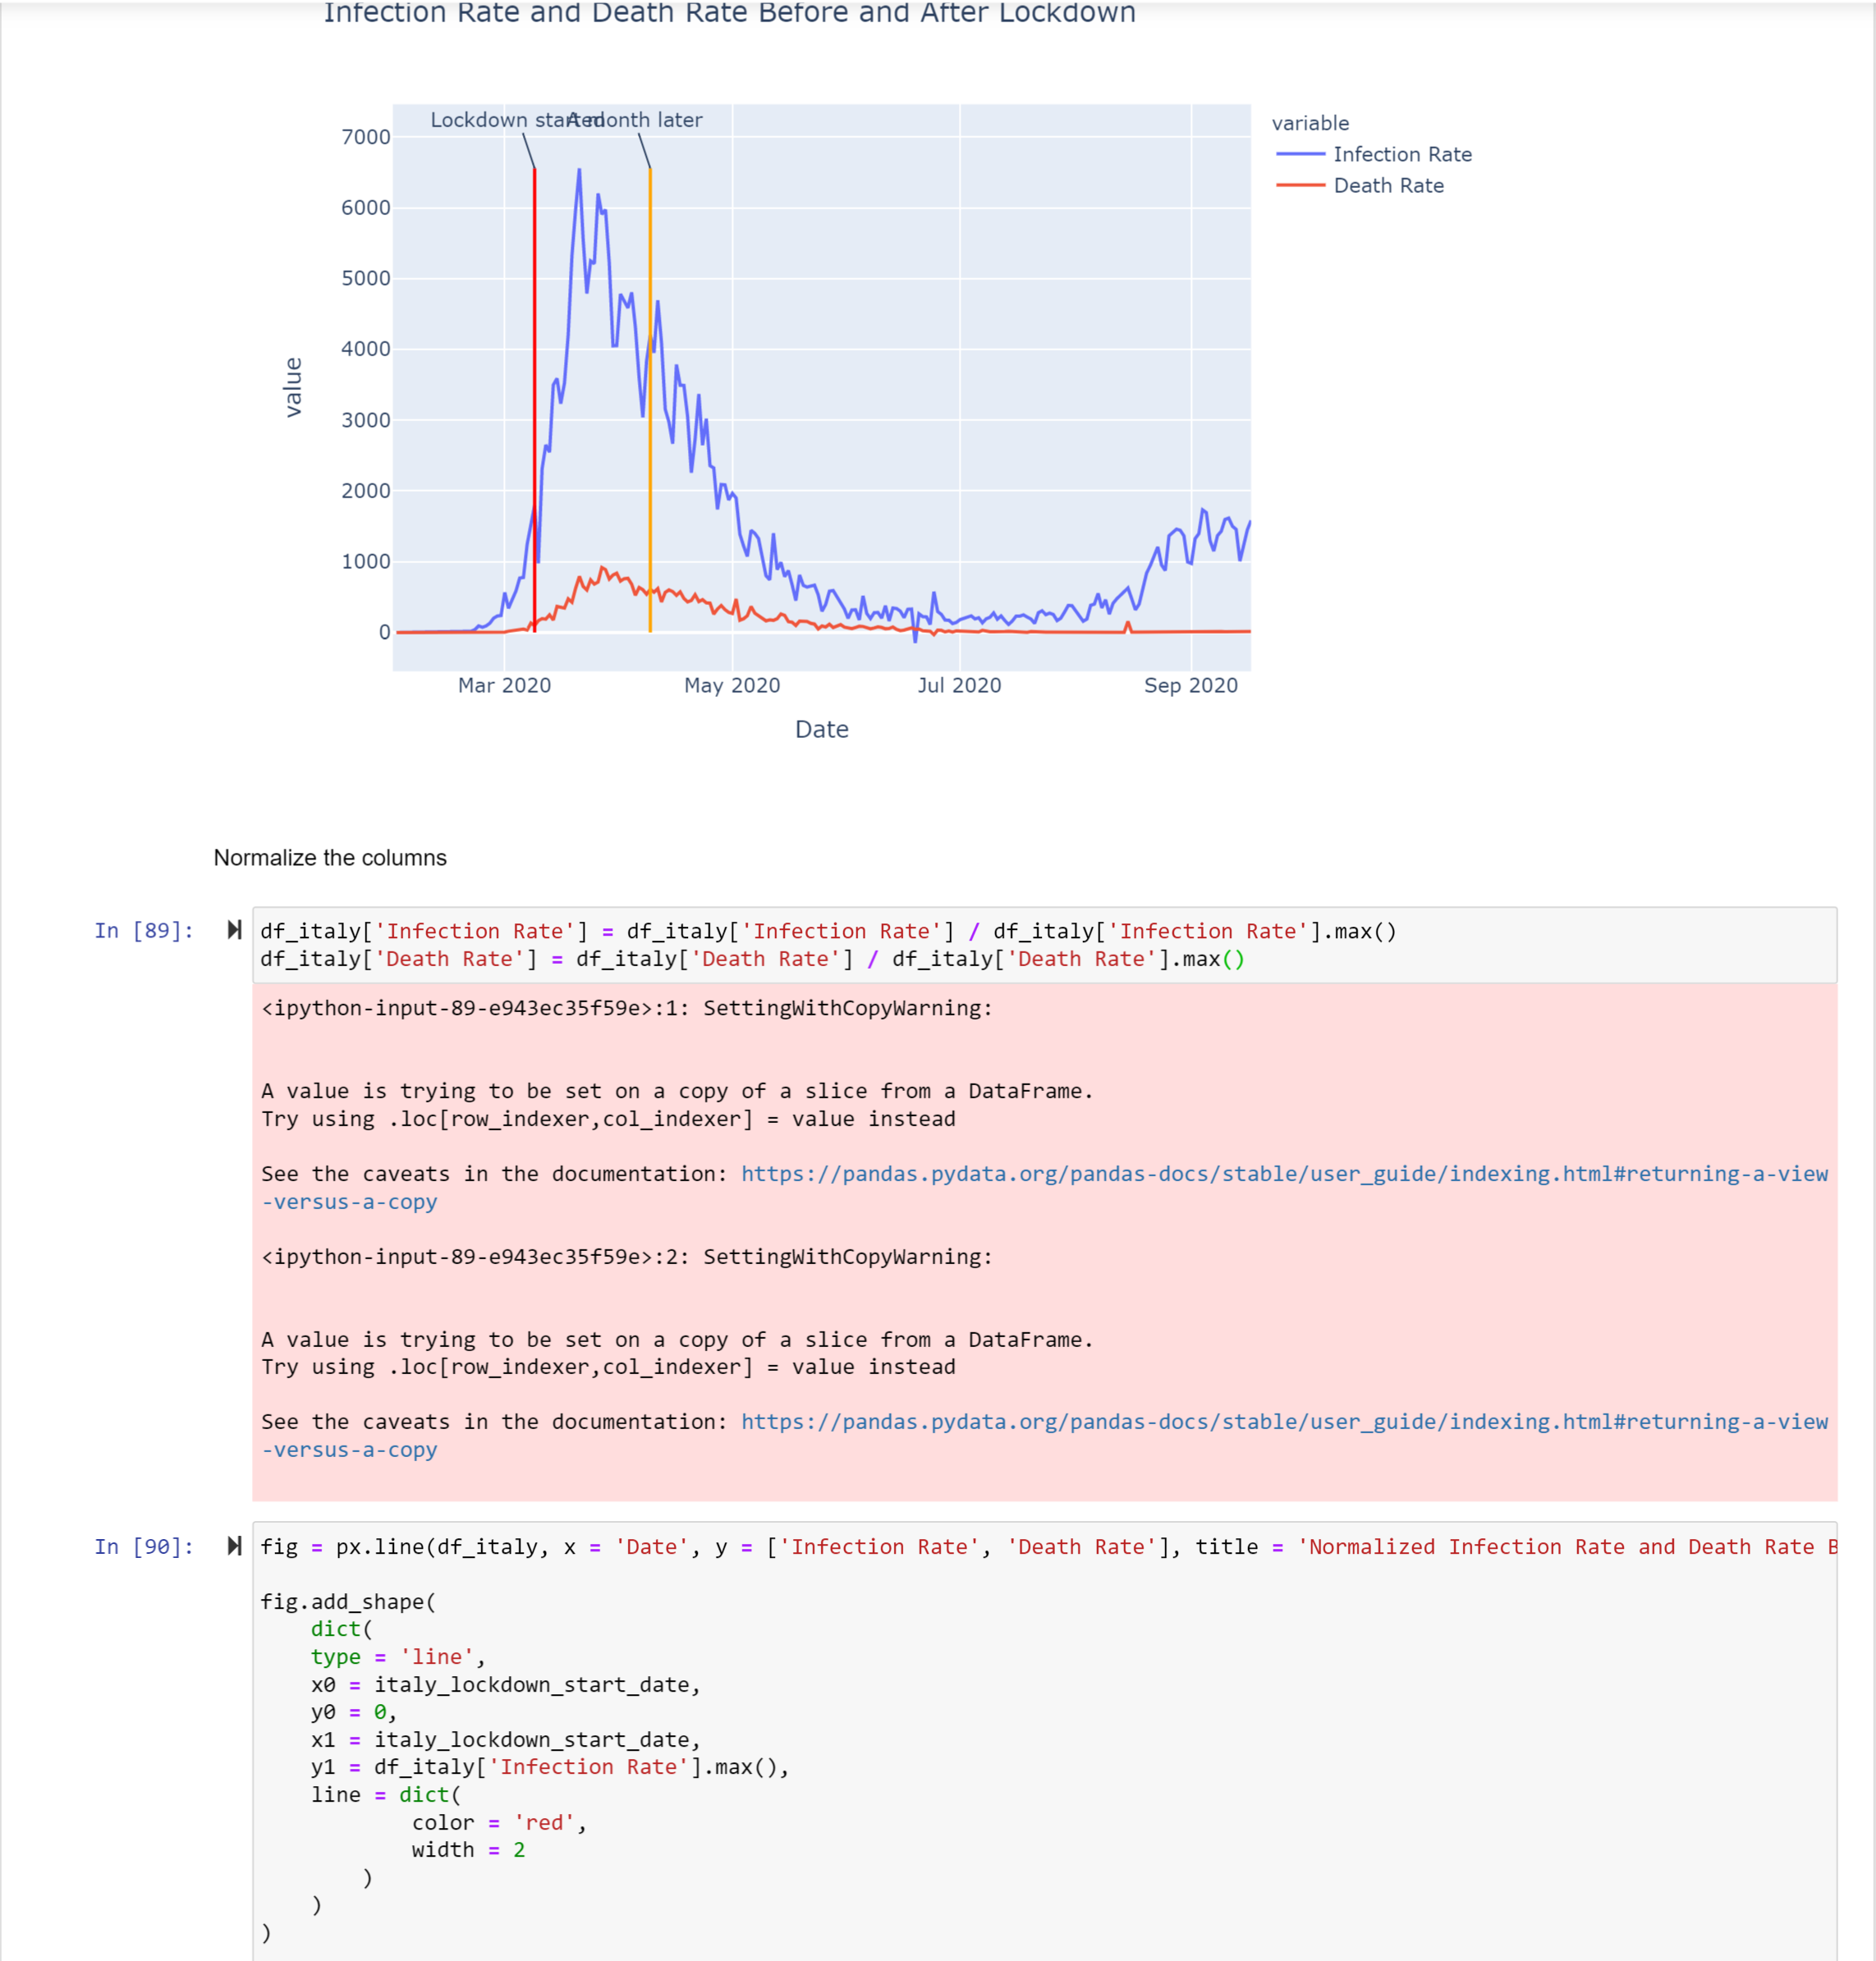 Infection Rate and Death Rate Before and After Lockdown
Lockdown started
A month later
variable
Infection Rate
Death Rate
7000
6000
5000
4000
3000
2000
1000
0
value
Mar 2020 May 2020 Jul 2020 Sep 2020
Date
Normalize the columns
In [89]:
df_italy['Infection Rate'] = df_italy['Infection Rate'] / df_italy['Infection Rate'].max()
df_italy['Death Rate'] = df_italy['Death Rate'] / df_italy['Death Rate'].max()
<ipython-input-89-e943ec35f59e>:1: SettingWithCopyWarning:
A value is trying to be set on a copy of a slice from a DataFrame.
Try using .loc[row_indexer,col_indexer] = value instead
See the caveats in the documentation: https://pandas.pydata.org/pandas-docs/stable/user_guide/indexing.html#returning-a-view
-versus-a-copy
<ipython-input-89-e943ec35f59e>:2: SettingWithCopyWarning:
A value is trying to be set on a copy of a slice from a DataFrame.
Try using .loc[row_indexer,col_indexer] = value instead
See the caveats in the documentation: https://pandas.pydata.org/pandas-docs/stable/user_guide/indexing.html#returning-a-view
-versus-a-copy
In [90]:
fig = px.line(df_italy, x = 'Date', y = ['Infection Rate', 'Death Rate'], title = 'Normalized Infection Rate and Death Rate B
fig.add_shape(
dict(
type = 'line',
x0 = italy_lockdown_start_date,
y0 = 0,
x1 = italy_lockdown_start_date,
y1 = df_italy['Infection Rate'].max(),
line = dict(
color = 'red',
width = 2
)
)
)